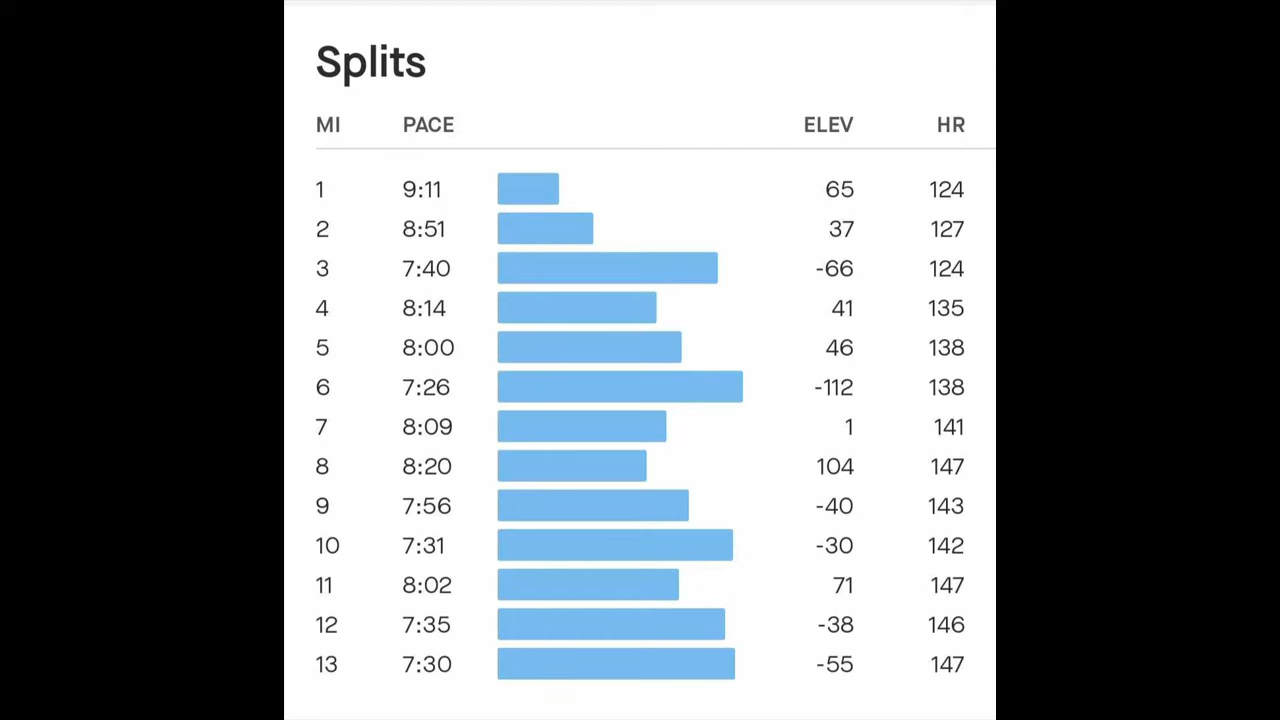 Splits
MI PACE ELEV HR
1 9:11 65 124
2 8:51 37 127
3 7:40 -66 124
4 8:14 41 135
5 8:00 46 138
6 7:26 -112 138
7 8:09 1 141
8 8:20 104 147
9 7:56 -40 143
10 7:31 -30 142
11 8:02 71 147
12 7:35 -38 146
13 7:30 -55 147